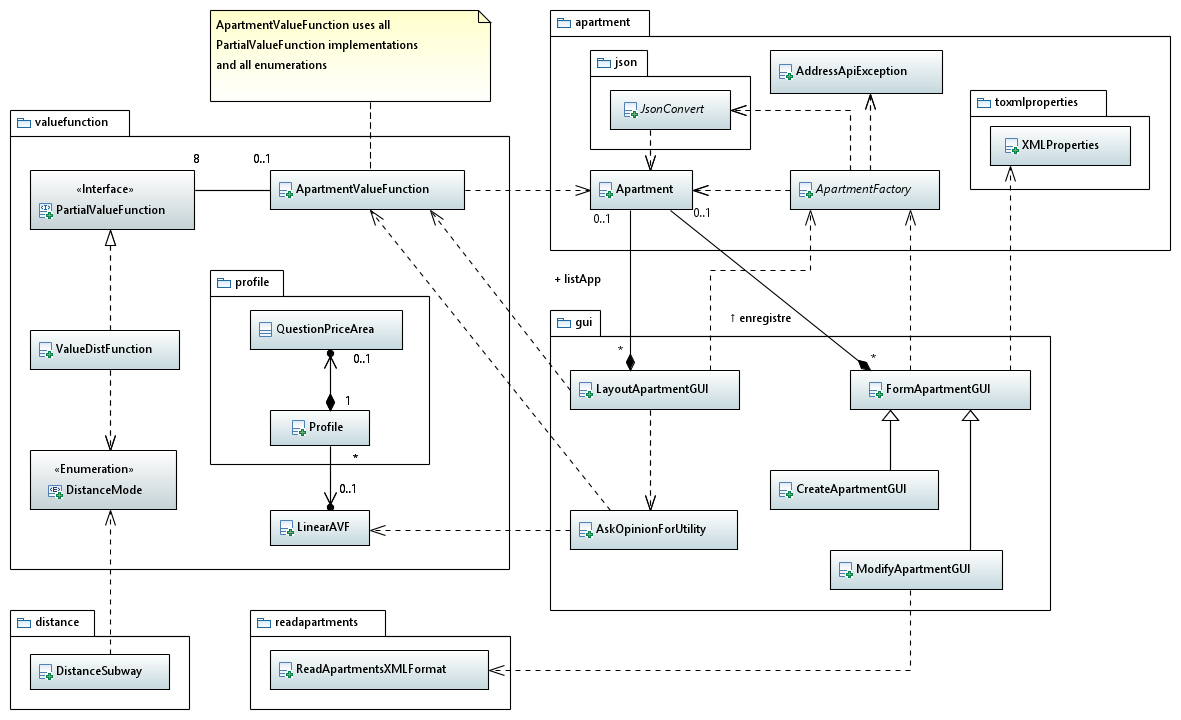 ApartmentValueFunction uses all
PartialValueFunction implementations
and all enumerations
apartment
json
JsonConvert
AddressApiException
toxmlproperties
XMLProperties
valuefunction
8
0..1
«Interface»
PartialValueFunction
ApartmentValueFunction
Apartment
ApartmentFactory
0..1
0..1
profile
QuestionPriceArea
0..1
1
Profile
*
0..1
LinearAVF
ValueDistFunction
«Enumeration»
DistanceMode
+ listApp
↑ enregistre
gui
*
*
LayoutApartmentGUI
FormApartmentGUI
CreateApartmentGUI
AskOpinionForUtility
ModifyApartmentGUI
distance
DistanceSubway
readapartments
ReadApartmentsXMLFormat